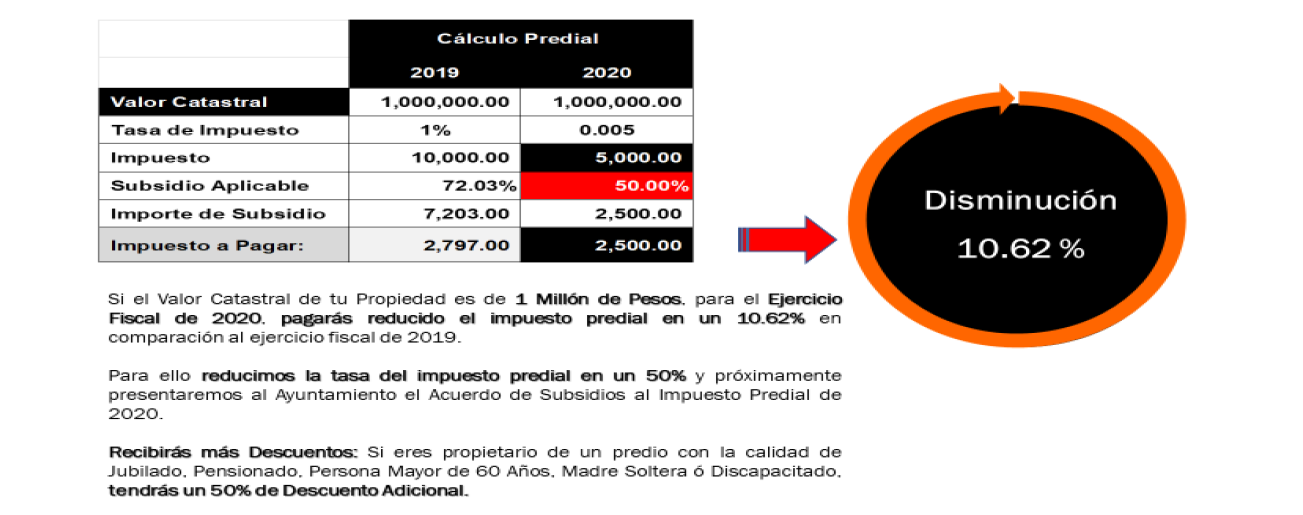 Cálculo Predial
2019 2020
Valor Catastral 1,000,000.00 1,000,000.00
Tasa de Impuesto 1% 0.005
Impuesto 10,000.00 5,000.00
Subsidio Aplicable 72.03% 50.00%
Importe de Subsidio 7,203.00 2,500.00
Impuesto a Pagar: 2,797.00 2,500.00
Disminución
10.62 %
Si el Valor Catastral de tu Propiedad es de 1 Millón de Pesos, para el Ejercicio
Fiscal de 2020, pagarás reducido el impuesto predial en un 10.62% en
comparación al ejercicio fiscal de 2019.
Para ello reducimos la tasa del impuesto predial en un 50% y próximamente
presentaremos al Ayuntamiento el Acuerdo de Subsidios al Impuesto Predial de
2020.
Recibirás más Descuentos: Si eres propietario de un predio con la calidad de
Jubilado, Pensionado, Persona Mayor de 60 Años, Madre Soltera ó Discapacitado,
tendrás un 50% de Descuento Adicional.